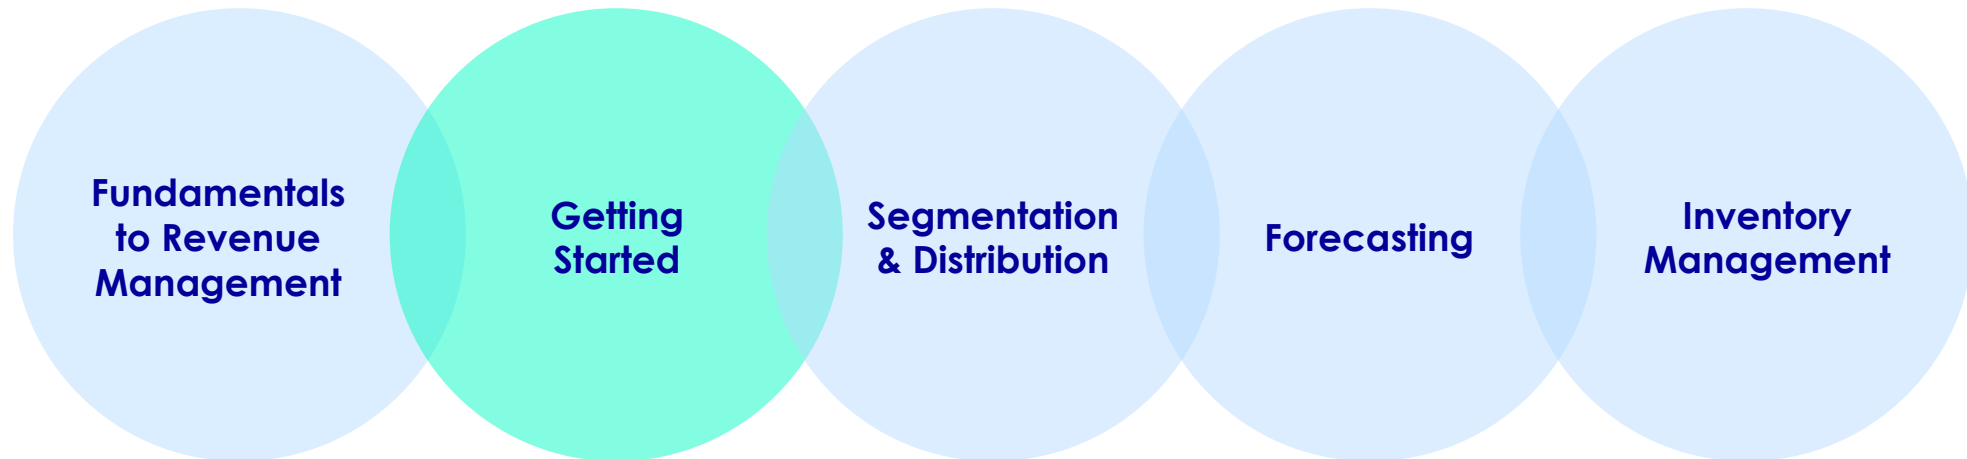 Fundamentals
to Revenue
Management
Getting
Started
Segmentation
& Distribution
Forecasting
Inventory
Management